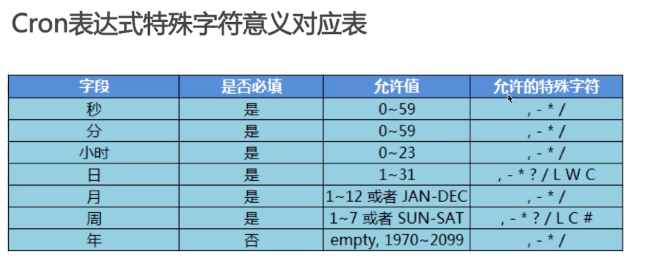 Cron表达式特殊字符意义对应表
字段 是否必填 允许值 允许的特殊字符
秒 是 0~59 , - * /
分 是 0~59 , - * /
小时 是 0~23 , - * /
日 是 1~31 , - * ? / L W C
月 是 1~12 或者 JAN-DEC , - * /
周 是 1~7 或者 SUN-SAT , - * ? / L C #
年 否 empty, 1970~2099 , - * /